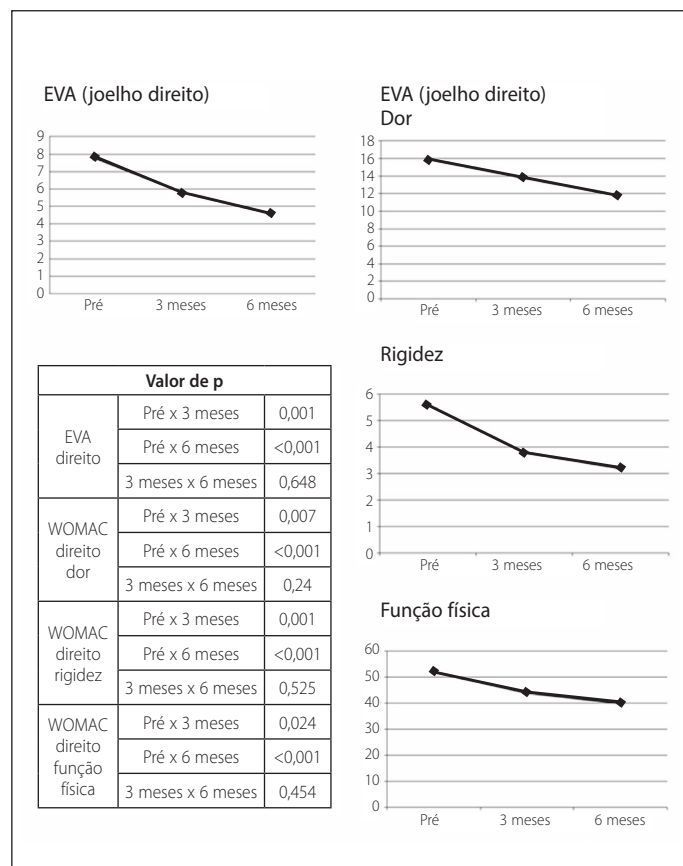 EVA (joelho direito)
9
8
7
6
5
4
3
2
1
0
Pré 3 meses 6 meses
EVA (joelho direito)
Dor
18
16
14
12
10
8
6
4
2
0
Pré 3 meses 6 meses
Valor de p
EVA
direito
Pré x 3 meses 0,001
Pré x 6 meses <0,001
3 meses x 6 meses 0,648
WOMAC
direito
dor
Pré x 3 meses 0,007
Pré x 6 meses <0,001
3 meses x 6 meses 0,24
WOMAC
direito
rigidez
Pré x 3 meses 0,001
Pré x 6 meses <0,001
3 meses x 6 meses 0,525
WOMAC
direito
função
física
Pré x 3 meses 0,024
Pré x 6 meses <0,001
3 meses x 6 meses 0,454
Rigidez
6
5
4
3
2
1
0
Pré 3 meses 6 meses
Função física
60
50
40
30
20
10
0
Pré 3 meses 6 meses